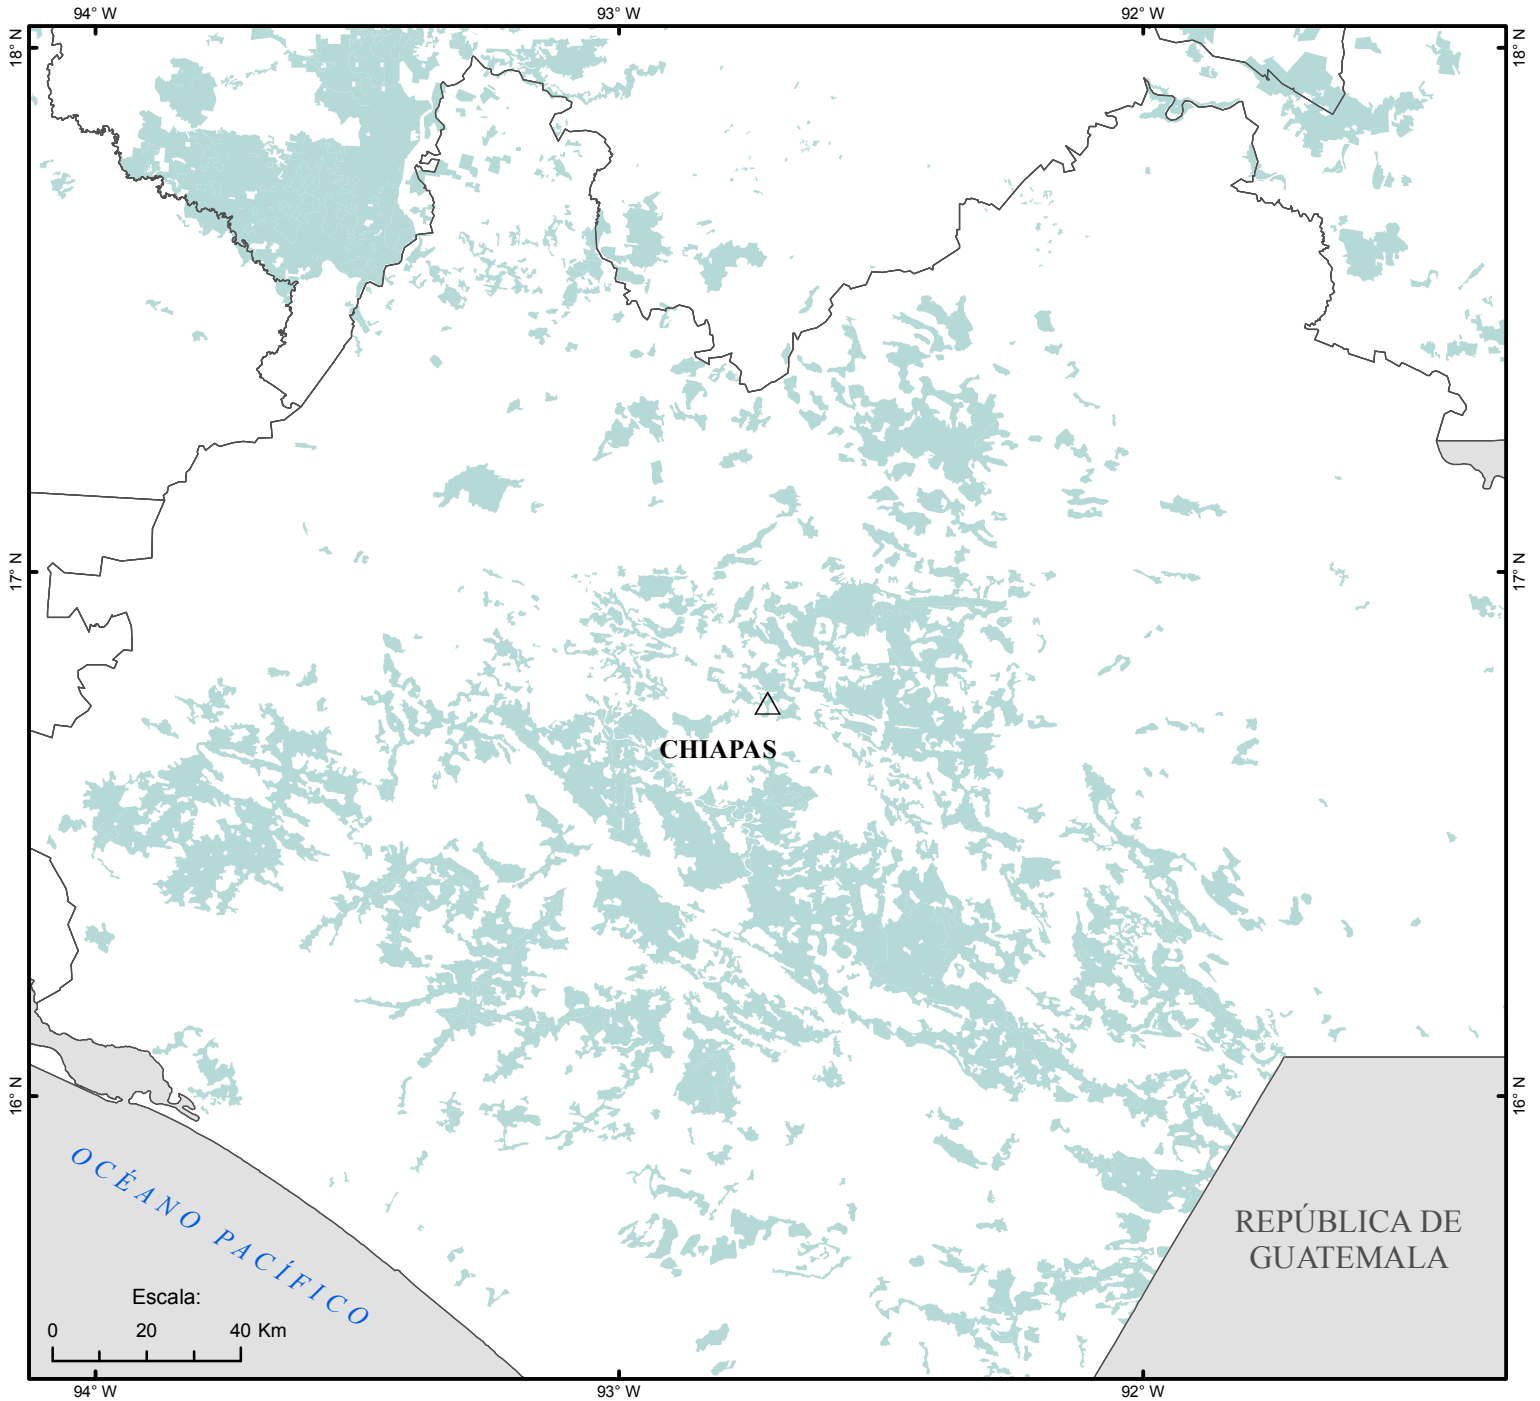 94° W
93° W
92° W
18° N
18° N
17° N
17° N
CHIAPAS
16° N
16° N
OCÉANO PACÍFICO
REPÚBLICA DE
GUATEMALA
Escala:
0 20 40 Km
94° W
93° W
92° W